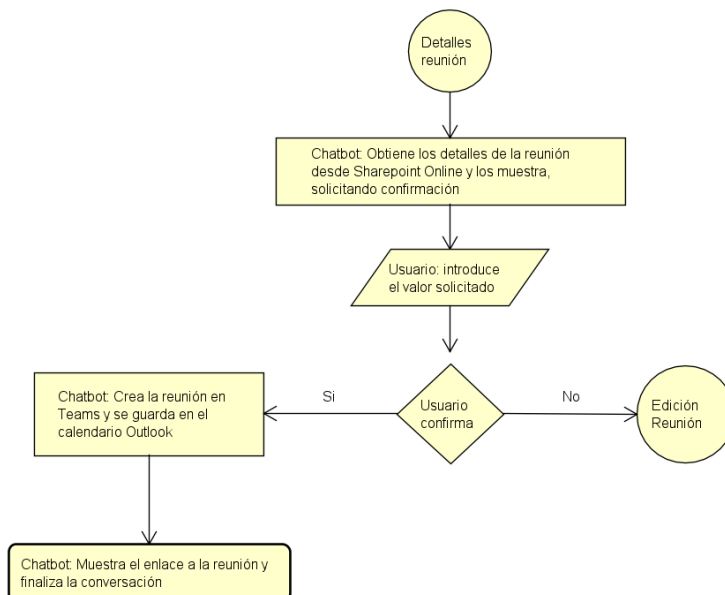 Detalles
reunión
Chatbot: Obtiene los detalles de la reunión
desde Sharepoint Online y los muestra,
solicitando confirmación
Usuario: introduce
el valor solicitado
Usuario
confirma
Si
No
Chatbot: Crea la reunión en
Teams y se guarda en el
calendario Outlook
Edición
Reunión
Chatbot: Muestra el enlace a la reunión y
finaliza la conversación